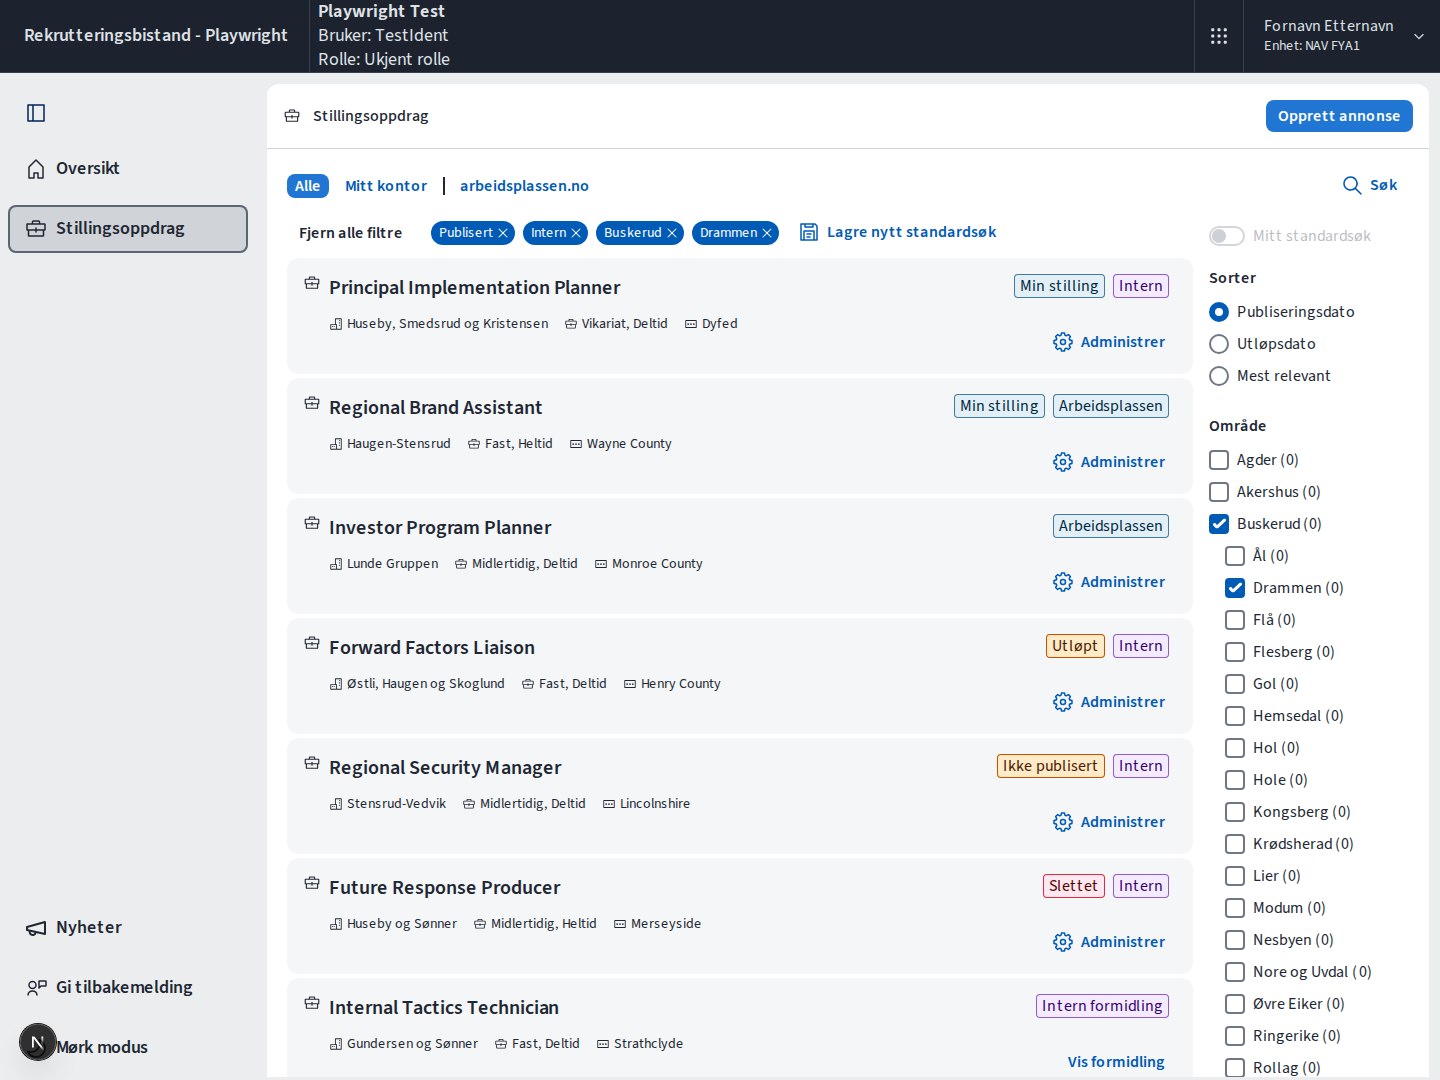 Rekrutteringsbistand - Playwright
Playwright Test
Bruker: TestIdent
Rolle: Ukjent rolle
Fornavn Etternavn
Enhet: NAV FYA1
Oversikt
Stillingsoppdrag
Nyheter
Gi tilbakemelding
N
Mørk modus
Stillingsoppdrag
Opprett annonse
Alle
Mitt kontor
arbeidsplassen.no
Søk
Fjern alle filtre
Publisert
Intern
Buskerud
Drammen
Lagre nytt standardsøk
Principal Implementation Planner
Min stilling
Intern
Huseby, Smedsrud og Kristensen
Vikariat, Deltid
Dyfed
Administrer
Regional Brand Assistant
Min stilling
Arbeidsplassen
Haugen-Stensrud
Fast, Heltid
Wayne County
Administrer
Investor Program Planner
Arbeidsplassen
Lunde Gruppen
Midlertidig, Deltid
Monroe County
Administrer
Forward Factors Liaison
Utløpt
Intern
Østli, Haugen og Skoglund
Fast, Deltid
Henry County
Administrer
Regional Security Manager
Ikke publisert
Intern
Stensrud-Vedvik
Midlertidig, Deltid
Lincolnshire
Administrer
Future Response Producer
Slettet
Intern
Huseby og Sønner
Midlertidig, Heltid
Merseyside
Administrer
Internal Tactics Technician
Intern formidling
Gundersen og Sønner
Fast, Deltid
Strathclyde
Vis formidling
Mitt standardsøk
Sorter
Publiseringsdato
Utløpsdato
Mest relevant
Område
Agder (0)
Akershus (0)
Buskerud (0)
Ål (0)
Drammen (0)
Flå (0)
Flesberg (0)
Gol (0)
Hemsedal (0)
Hol (0)
Hole (0)
Kongsberg (0)
Krødsherad (0)
Lier (0)
Modum (0)
Nesbyen (0)
Nore og Uvdal (0)
Øvre Eiker (0)
Ringerike (0)
Rollag (0)